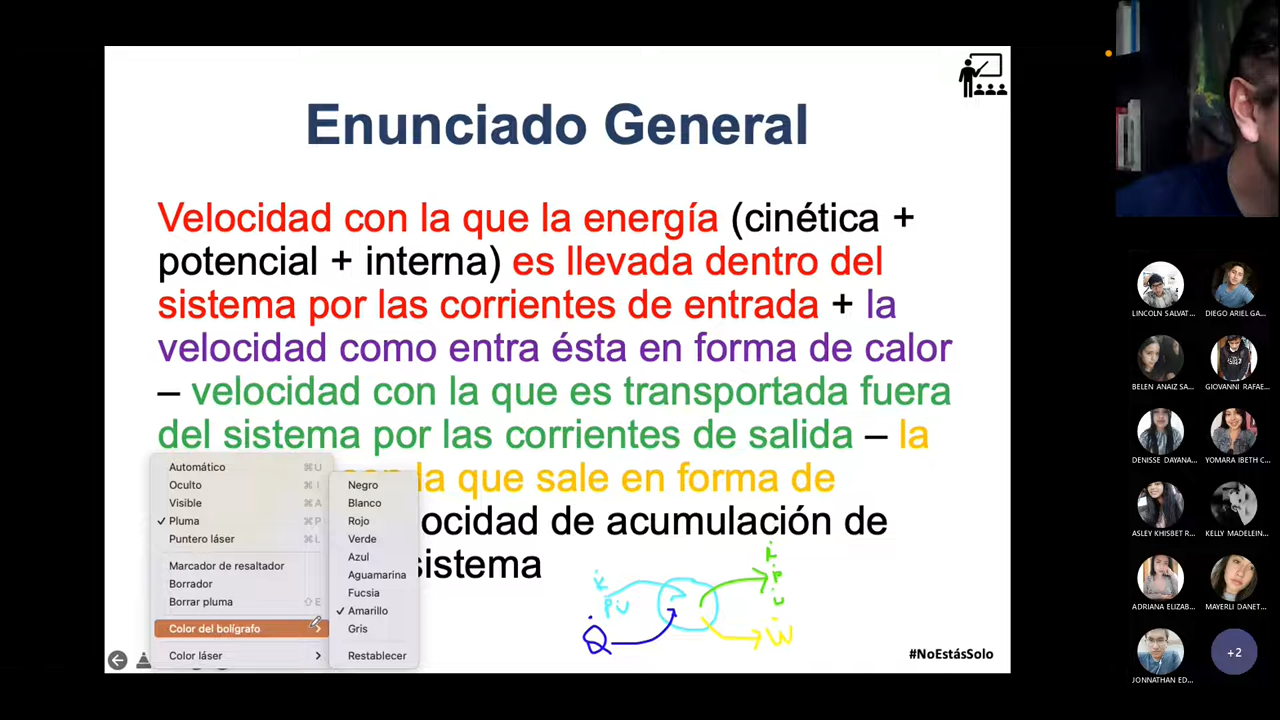 Enunciado General
Velocidad con la que la energía (cinética +
potencial + interna) es llevada dentro del
sistema por las corrientes de entrada + la
velocidad como entra ésta en forma de calor
– velocidad con la que es transportada fuera
del sistema por las corrientes de salida – la
la que sale en forma de
locidad de acumulación de
sistema
Automático ⌘U
Oculto ⌘I
Visible ⌘A
✓ Pluma ⌘P
Puntero láser ⌘L
Marcador de resaltador
Borrador
Borrar pluma ⇧E
Color del bolígrafo
Color láser
Negro
Blanco
Rojo
Verde
Azul
Aguamarina
Fucsia
✓ Amarillo
Gris
Restablecer
K
P U
Q
K
P
U
W
#NoEstásSolo
LINCOLN SALVAT...
DIEGO ARIEL GA...
BELEN ANAIZ SA...
GIOVANNI RAFAE...
DENISSE DAYANA...
YOMARA IBETH C...
ASLEY KHISBET R...
KELLY MADELEIN...
ADRIANA ELIZAB...
MAYERLI DANET...
JONNATHAN ED...
+2